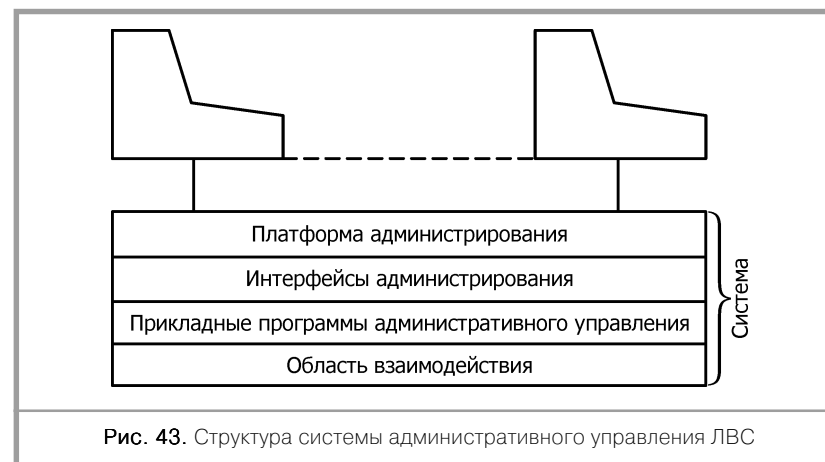 Платформа администрирования
Интерфейсы администрирования
Прикладные программы административного управления
Область взаимодействия
Система
Рис. 43. Структура системы административного управления ЛВС